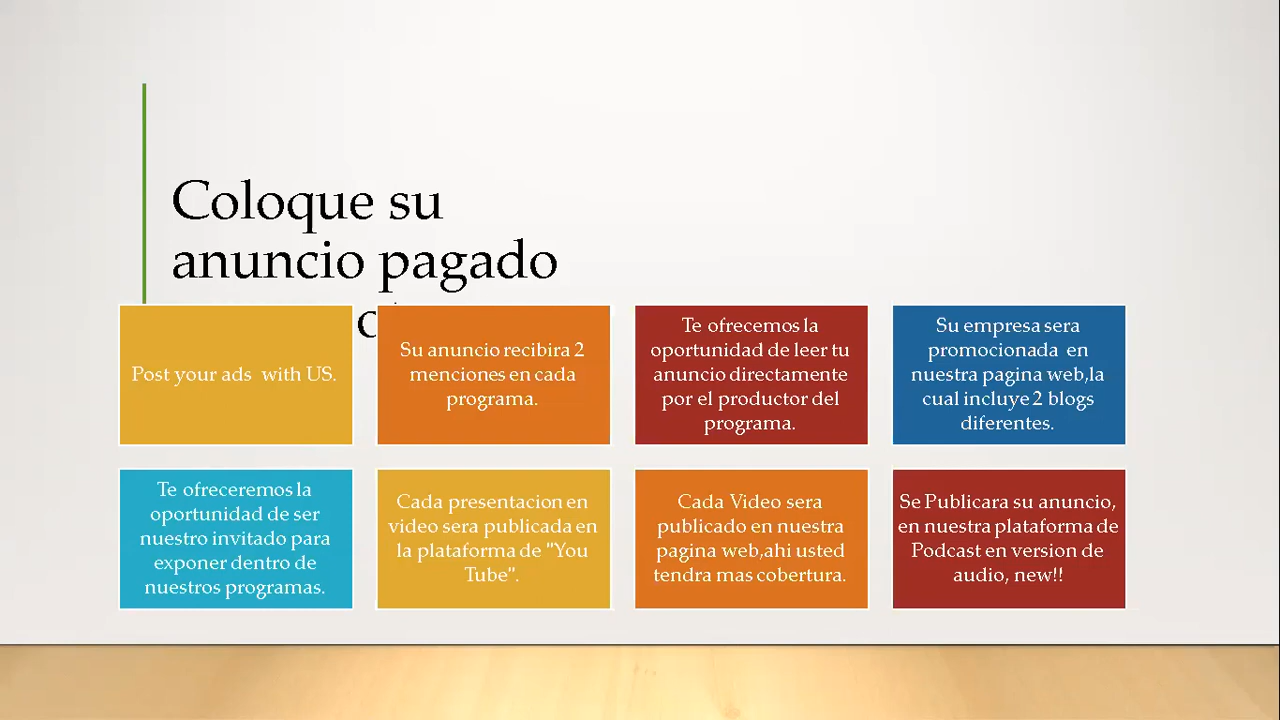 Coloque su
anuncio pagado
Post your ads with US.
Su anuncio recibira 2
menciones en cada
programa.
Te ofrecemos la
oportunidad de leer tu
anuncio directamente
por el productor del
programa.
Su empresa sera
promocionada en
nuestra pagina web,la
cual incluye 2 blogs
diferentes.
Te ofreceremos la
oportunidad de ser
nuestro invitado para
exponer dentro de
nuestros programas.
Cada presentacion en
video sera publicada en
la plataforma de "You
Tube".
Cada Video sera
publicado en nuestra
pagina web,ahi usted
tendra mas cobertura.
Se Publicara su anuncio,
en nuestra plataforma de
Podcast en version de
audio, new!!